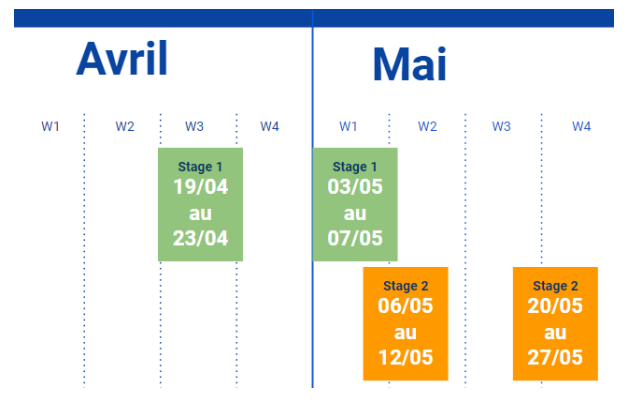 Avril
Mai
W1 W2 W3 W4 W1 W2 W3 W4
Stage 1
19/04
au
23/04
Stage 1
03/05
au
07/05
Stage 2
06/05
au
12/05
Stage 2
20/05
au
27/05